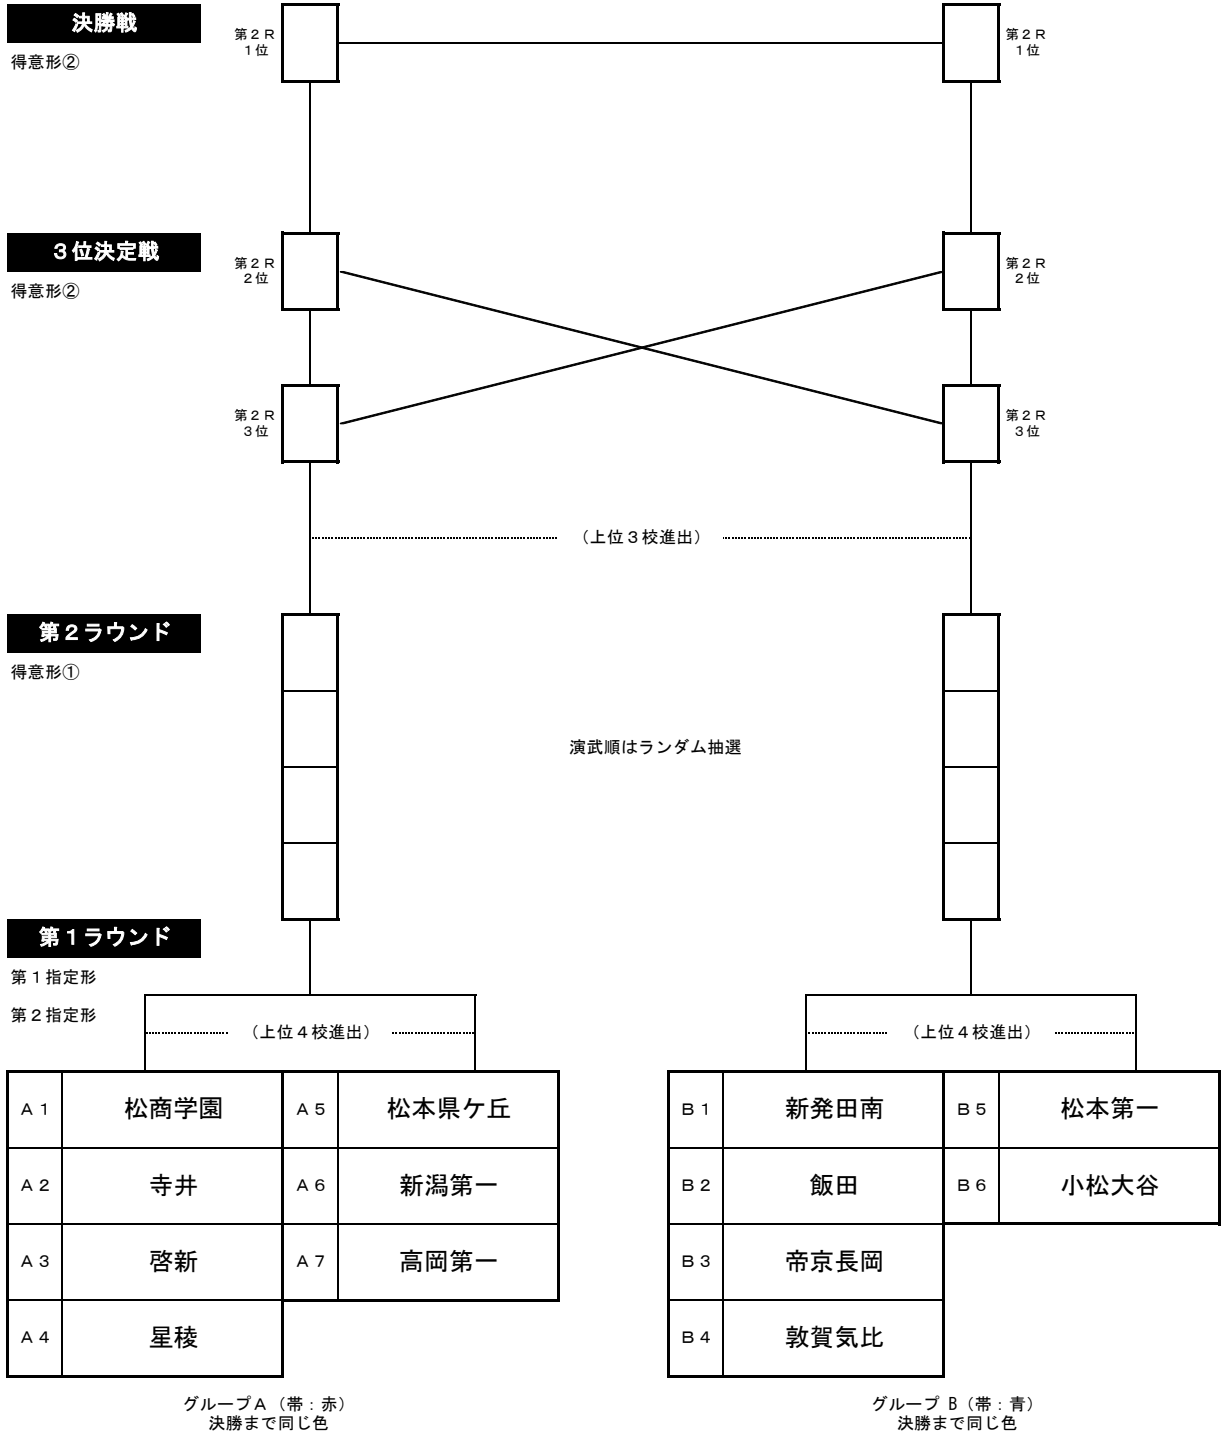 決勝戦
得意形②
第２Ｒ
１位
第２Ｒ
１位
３位決定戦
得意形②
第２Ｒ
２位
第２Ｒ
２位
第２Ｒ
３位
第２Ｒ
３位
（上位３校進出）
第２ラウンド
得意形①
演武順はランダム抽選
第１ラウンド
第１指定形
第２指定形
（上位４校進出）
（上位４校進出）
Ａ１ 松商学園 Ａ５ 松本県ケ丘
Ａ２ 寺井 Ａ６ 新潟第一
Ａ３ 啓新 Ａ７ 高岡第一
Ａ４ 星稜
Ｂ１ 新発田南 Ｂ５ 松本第一
Ｂ２ 飯田 Ｂ６ 小松大谷
Ｂ３ 帝京長岡
Ｂ４ 敦賀気比
グループＡ（帯：赤）
決勝まで同じ色
グループ Ｂ（帯：青）
決勝まで同じ色